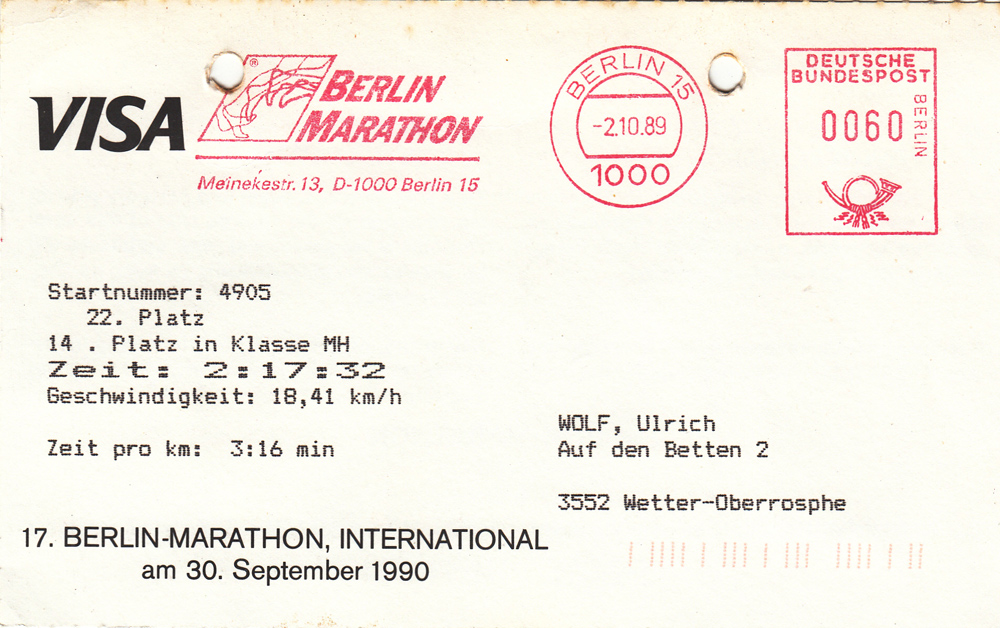 VISA
®
BERLIN
MARATHON
Meinekestr. 13, D-1000 Berlin 15
BERLIN 15
-2.10.89
1000
DEUTSCHE
BUNDESPOST
0060
BERLIN
Startnummer: 4905
22. Platz
14 . Platz in Klasse MH
Zeit: 2:17:32
Geschwindigkeit: 18,41 km/h
Zeit pro km: 3:16 min
WOLF, Ulrich
Auf den Betten 2
3552 Wetter-Oberrosphe
17. BERLIN-MARATHON, INTERNATIONAL
am 30. September 1990